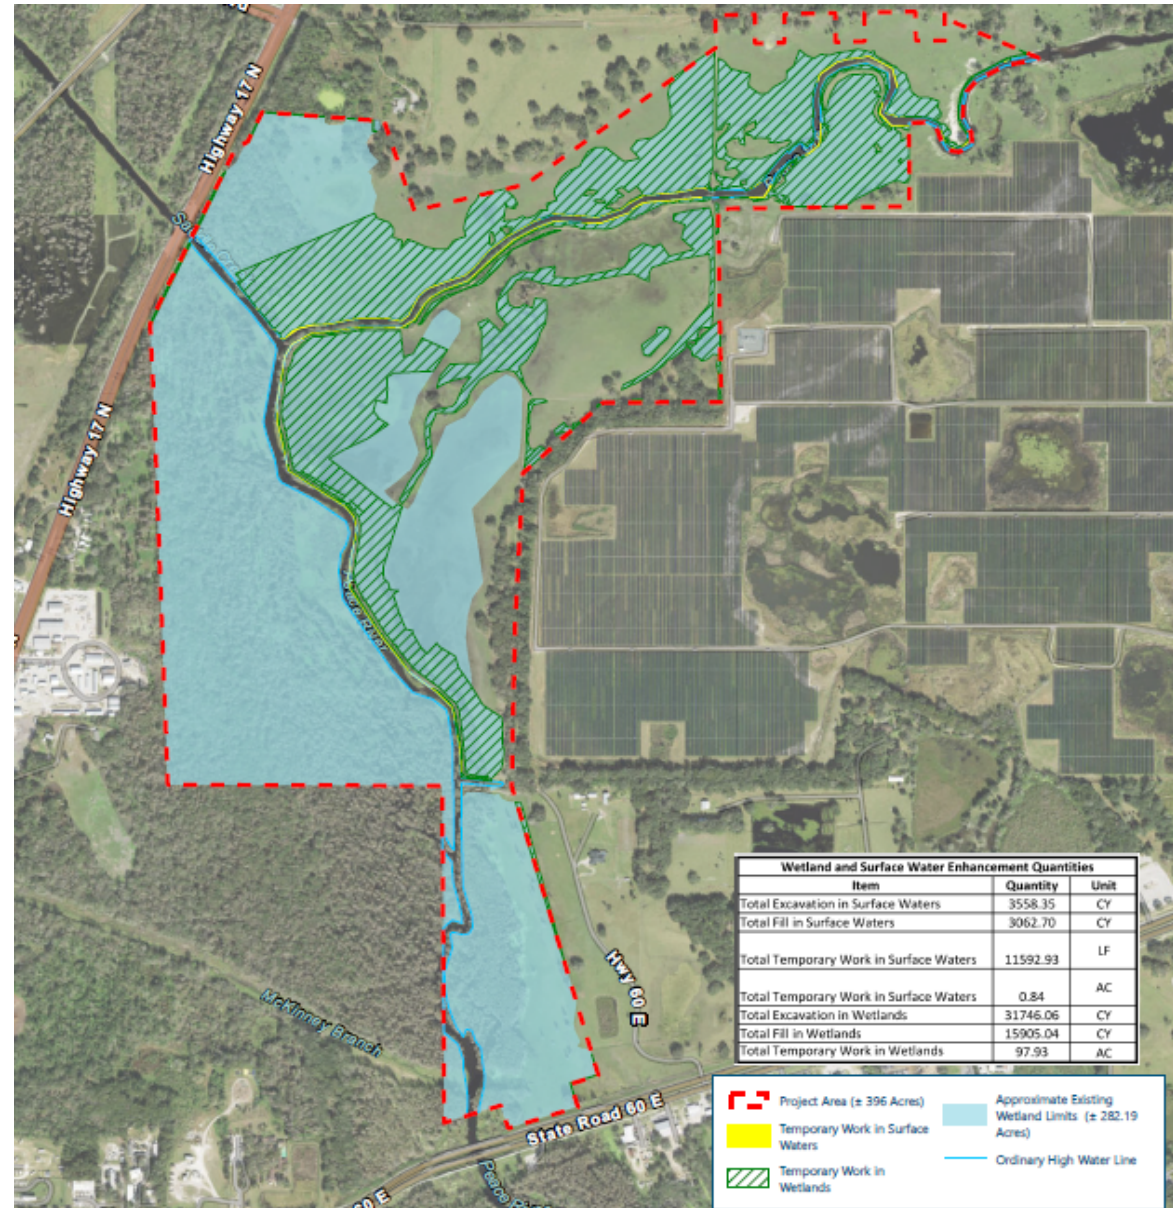 Highway 17 N
Highway 17 N
Peace River
Hwy 60 E
McKinney Branch
State Road 60 E
60 E
Wetland and Surface Water Enhancement Quantities
Item Quantity Unit
Total Excavation in Surface Waters 3558.35 CY
Total Fill in Surface Waters 3062.70 CY
Total Temporary Work in Surface Waters 11592.93 LF
Total Temporary Work in Surface Waters 0.84 AC
Total Excavation in Wetlands 31746.06 CY
Total Fill in Wetlands 15905.04 CY
Total Temporary Work in Wetlands 97.93 AC
Project Area (± 396 Acres)
Temporary Work in Surface
Waters
Temporary Work in
Wetlands
Approximate Existing
Wetland Limits (± 282.19
Acres)
Ordinary High Water Line
Peace